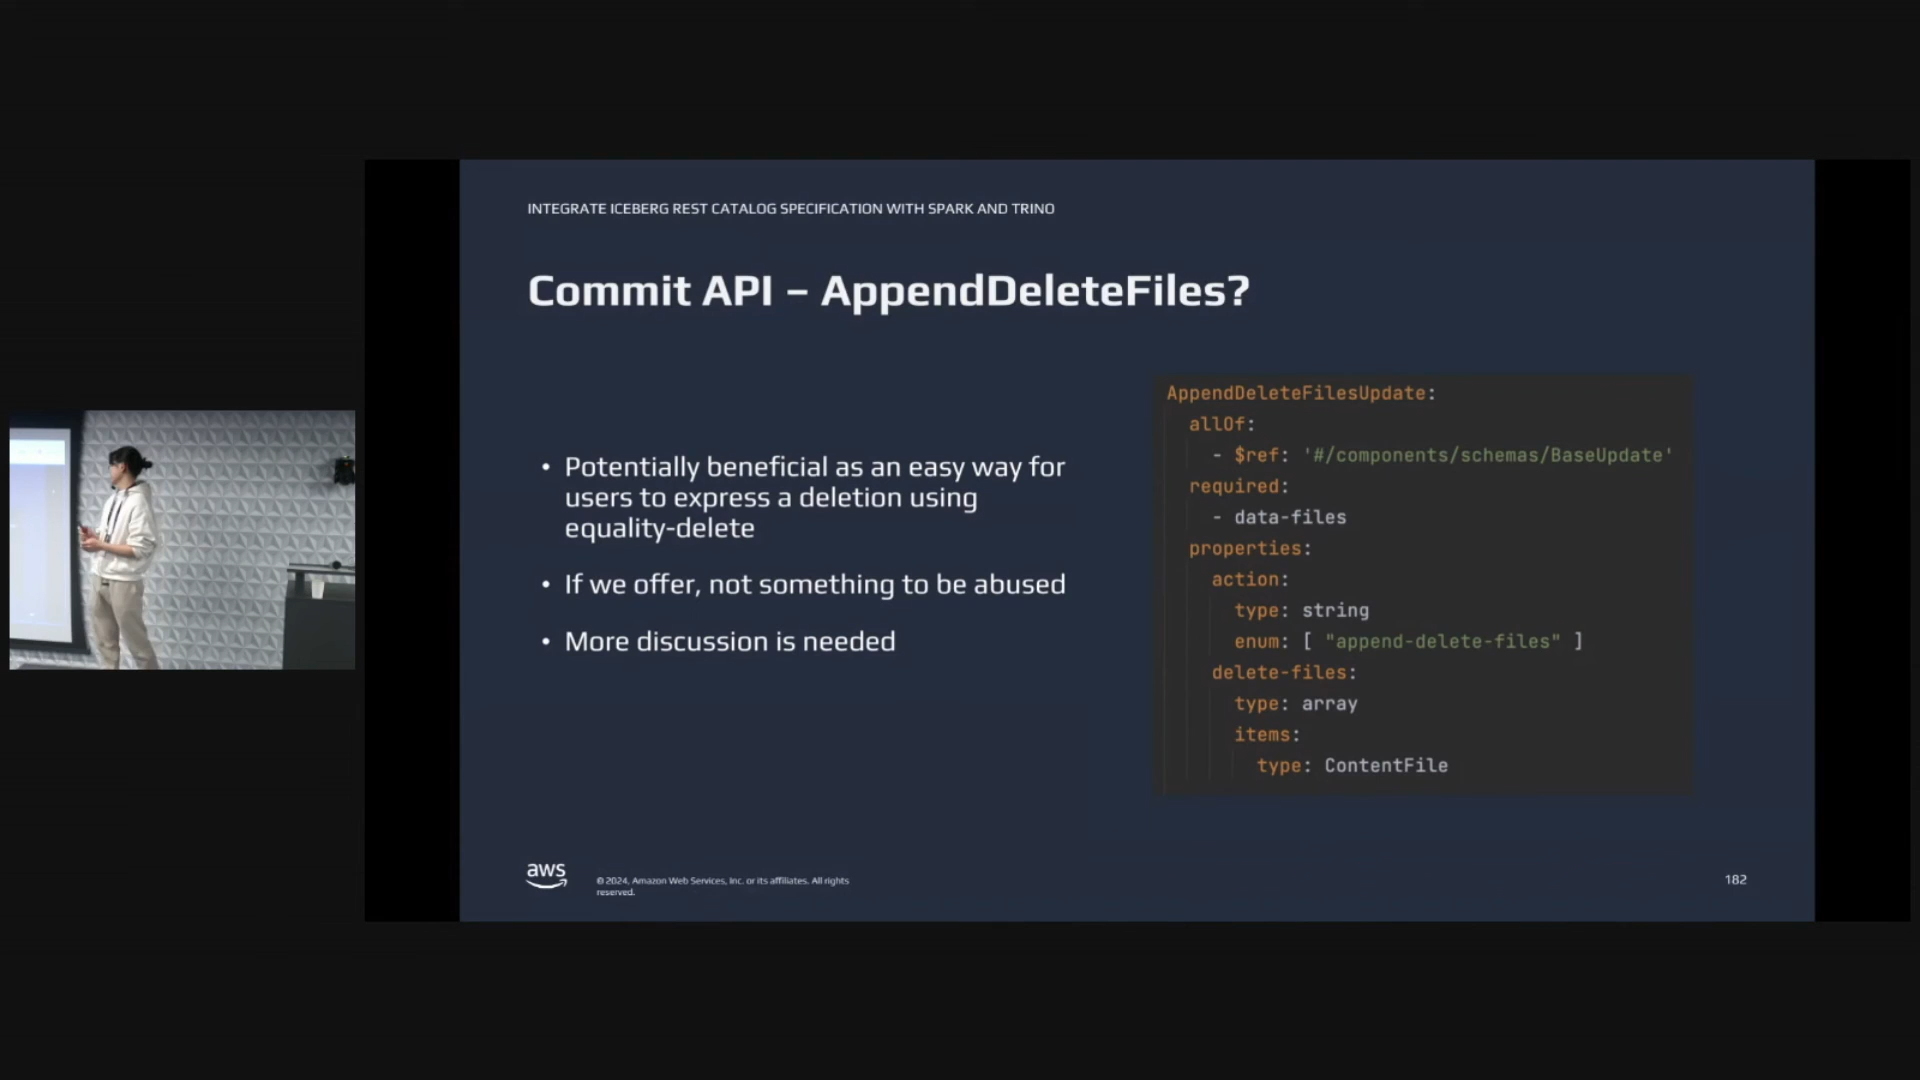 INTEGRATE ICEBERG REST CATALOG SPECIFICATION WITH SPARK AND TRINO
Commit API – AppendDeleteFiles?
• Potentially beneficial as an easy way for
users to express a deletion using
equality-delete
• If we offer, not something to be abused
• More discussion is needed
AppendDeleteFilesUpdate:
allOf:
- $ref: '#/components/schemas/BaseUpdate'
required:
- data-files
properties:
action:
type: string
enum: [ "append-delete-files" ]
delete-files:
type: array
items:
type: ContentFile
aws
© 2024, Amazon Web Services, Inc. or its affiliates. All rights
reserved.
182